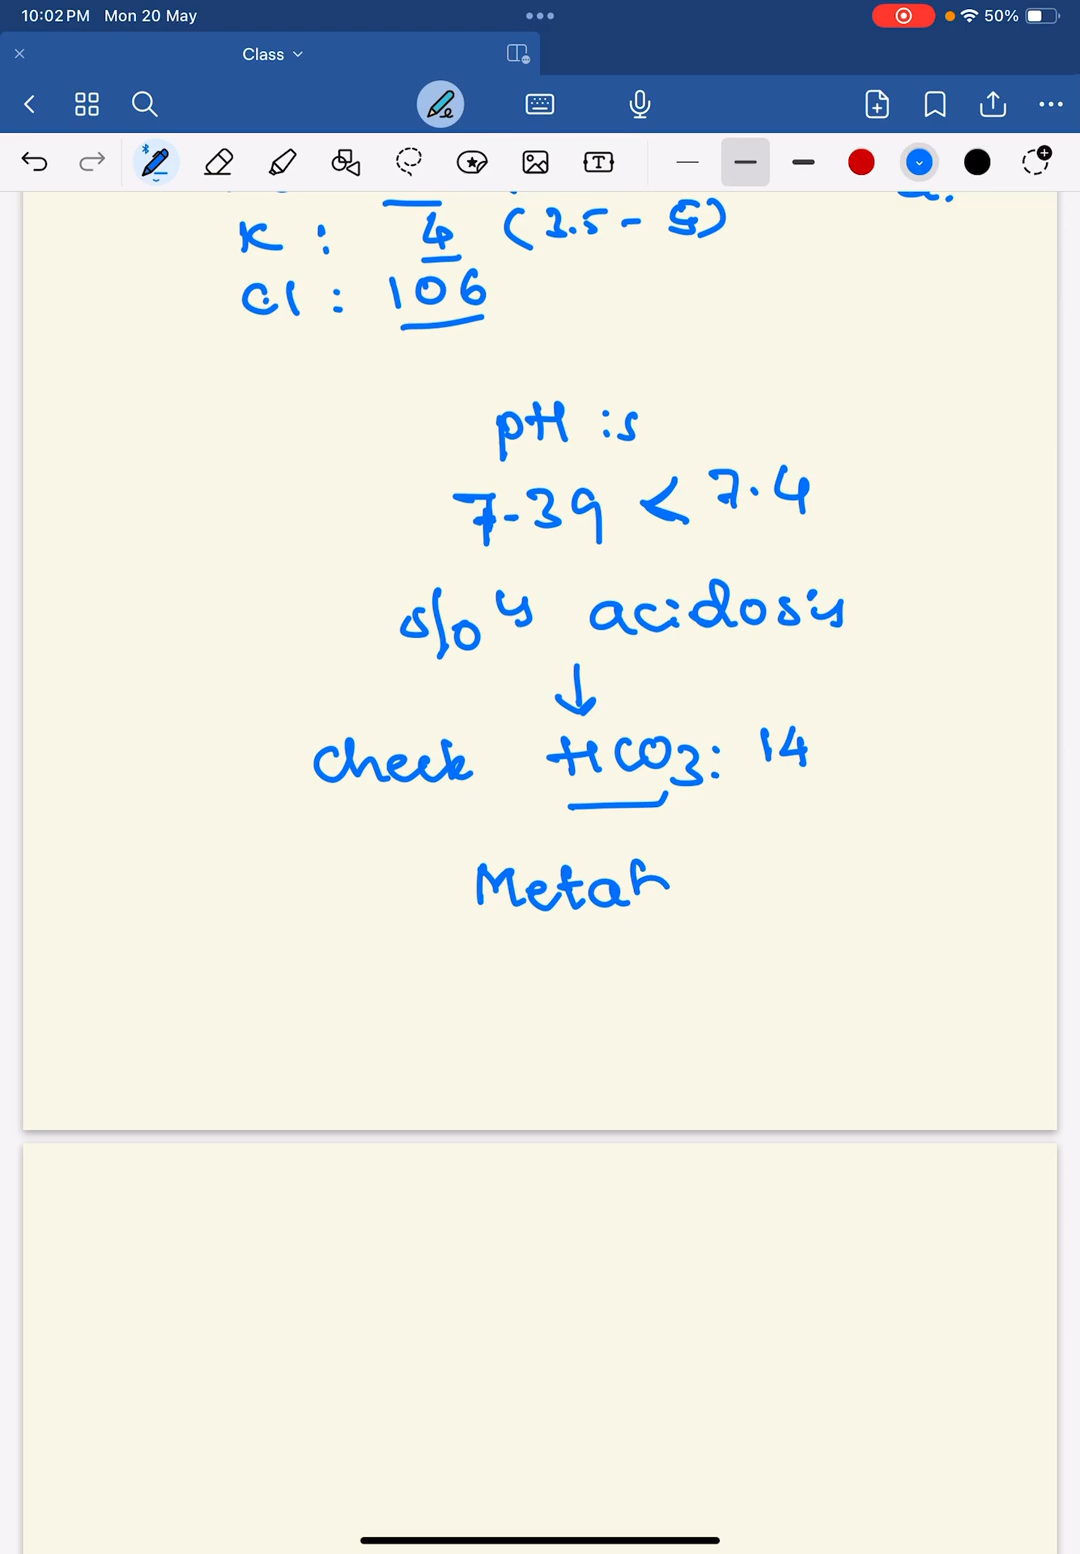 10:02 PM Mon 20 May
50%
Class
K : 4 (3.5 - 5)
Cl : 106
pH is
7-39 < 7.4
s/o
acidosis
↓
check HCO3: 14
Metab